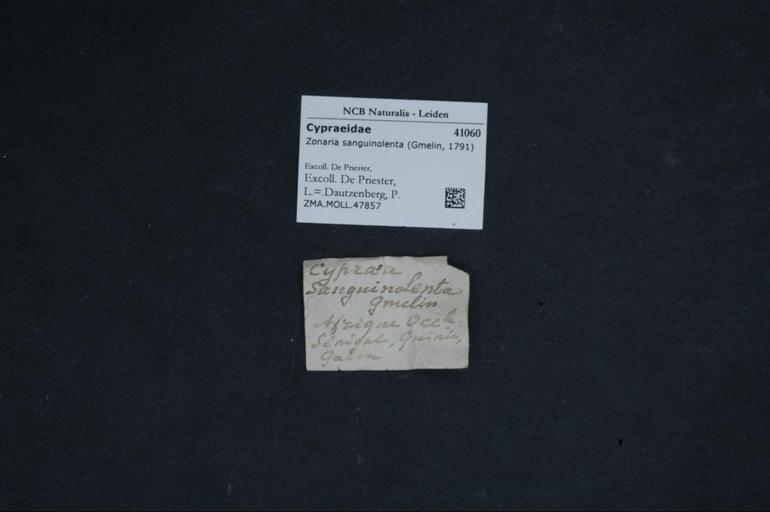 NCB Naturalis - Leiden
Cypraeidae 41060
Zonaria sanguinolenta (Gmelin, 1791)
Excoll. De Priester,
Excoll. De Priester,
L.=.Dautzenberg, P.
ZMA.MOLL.47857
Cypraea
Sanguinolenta
Gmelin
Afrique Occle.
Sénégal, Guinée,
Gabon